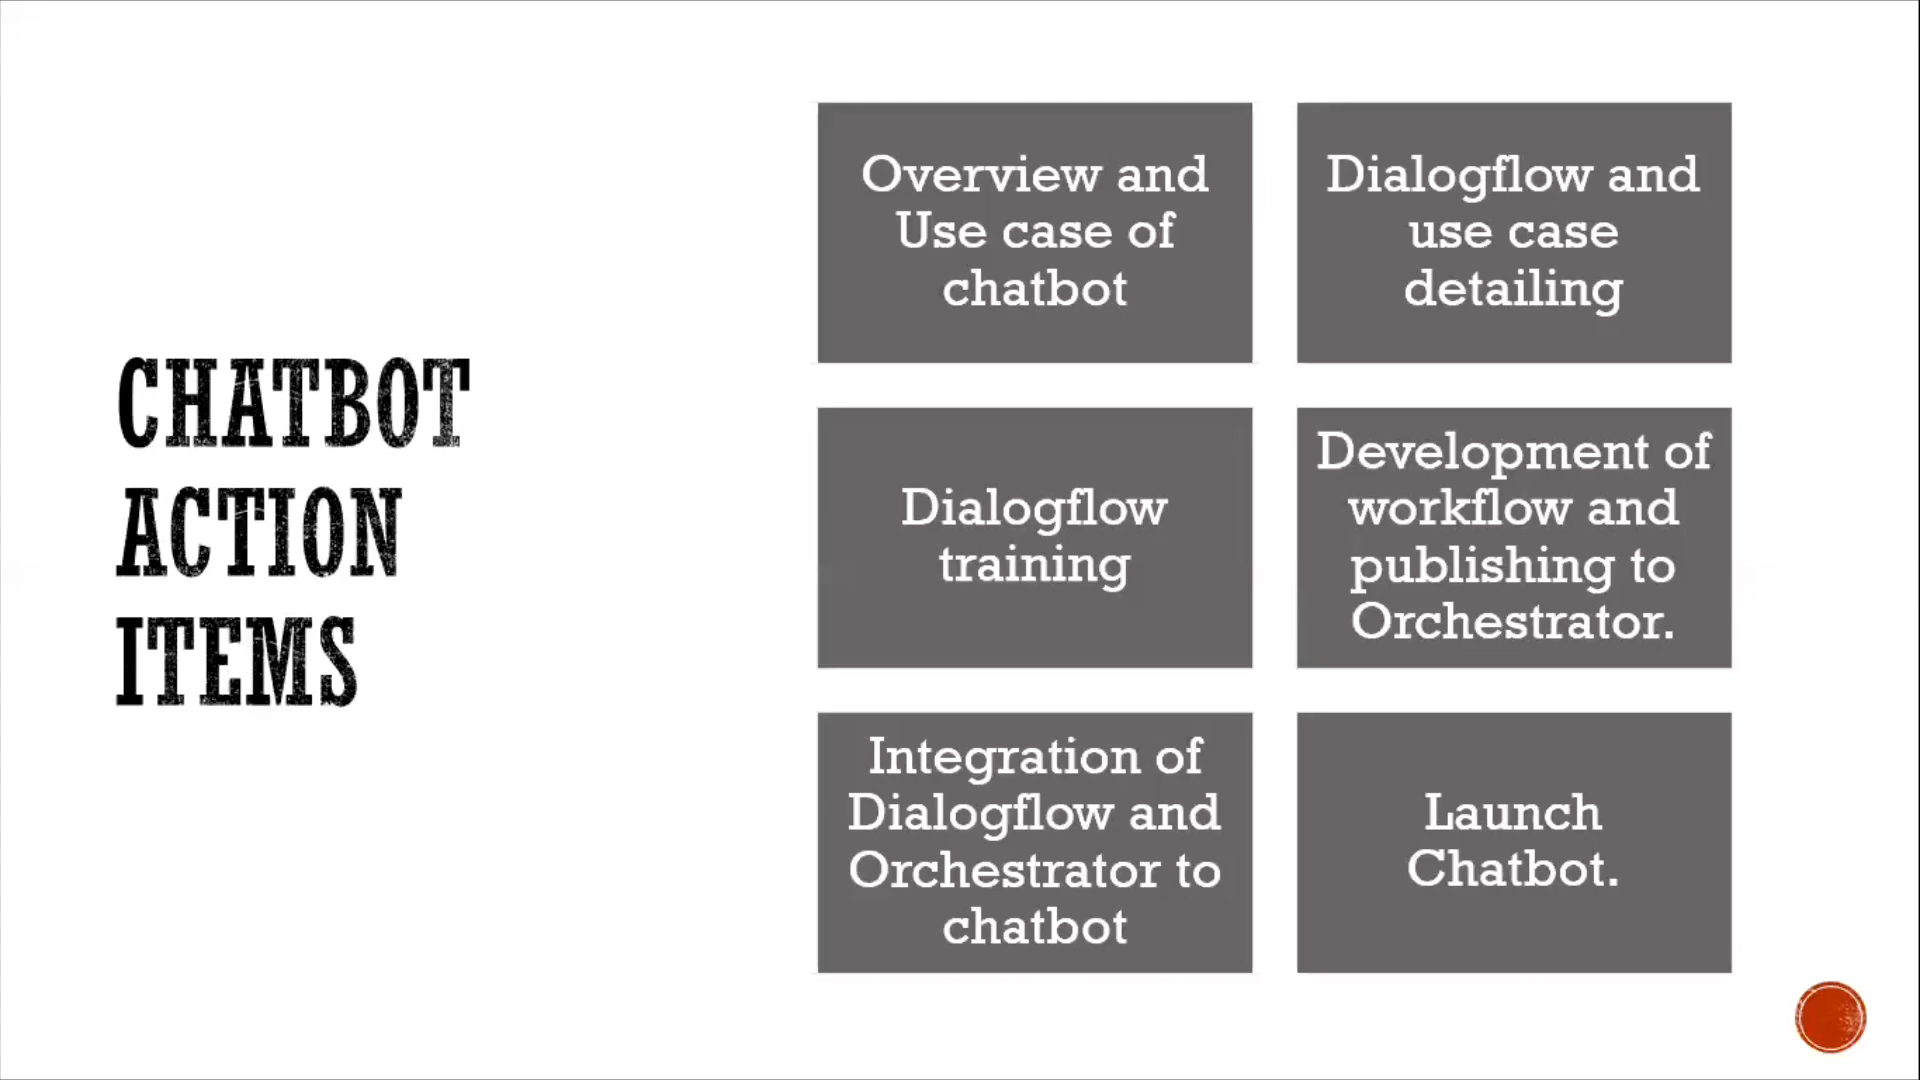 CHATBOT
ACTION
ITEMS
Overview and
Use case of
chatbot
Dialogflow and
use case
detailing
Dialogflow
training
Development of
workflow and
publishing to
Orchestrator.
Integration of
Dialogflow and
Orchestrator to
chatbot
Launch
Chatbot.